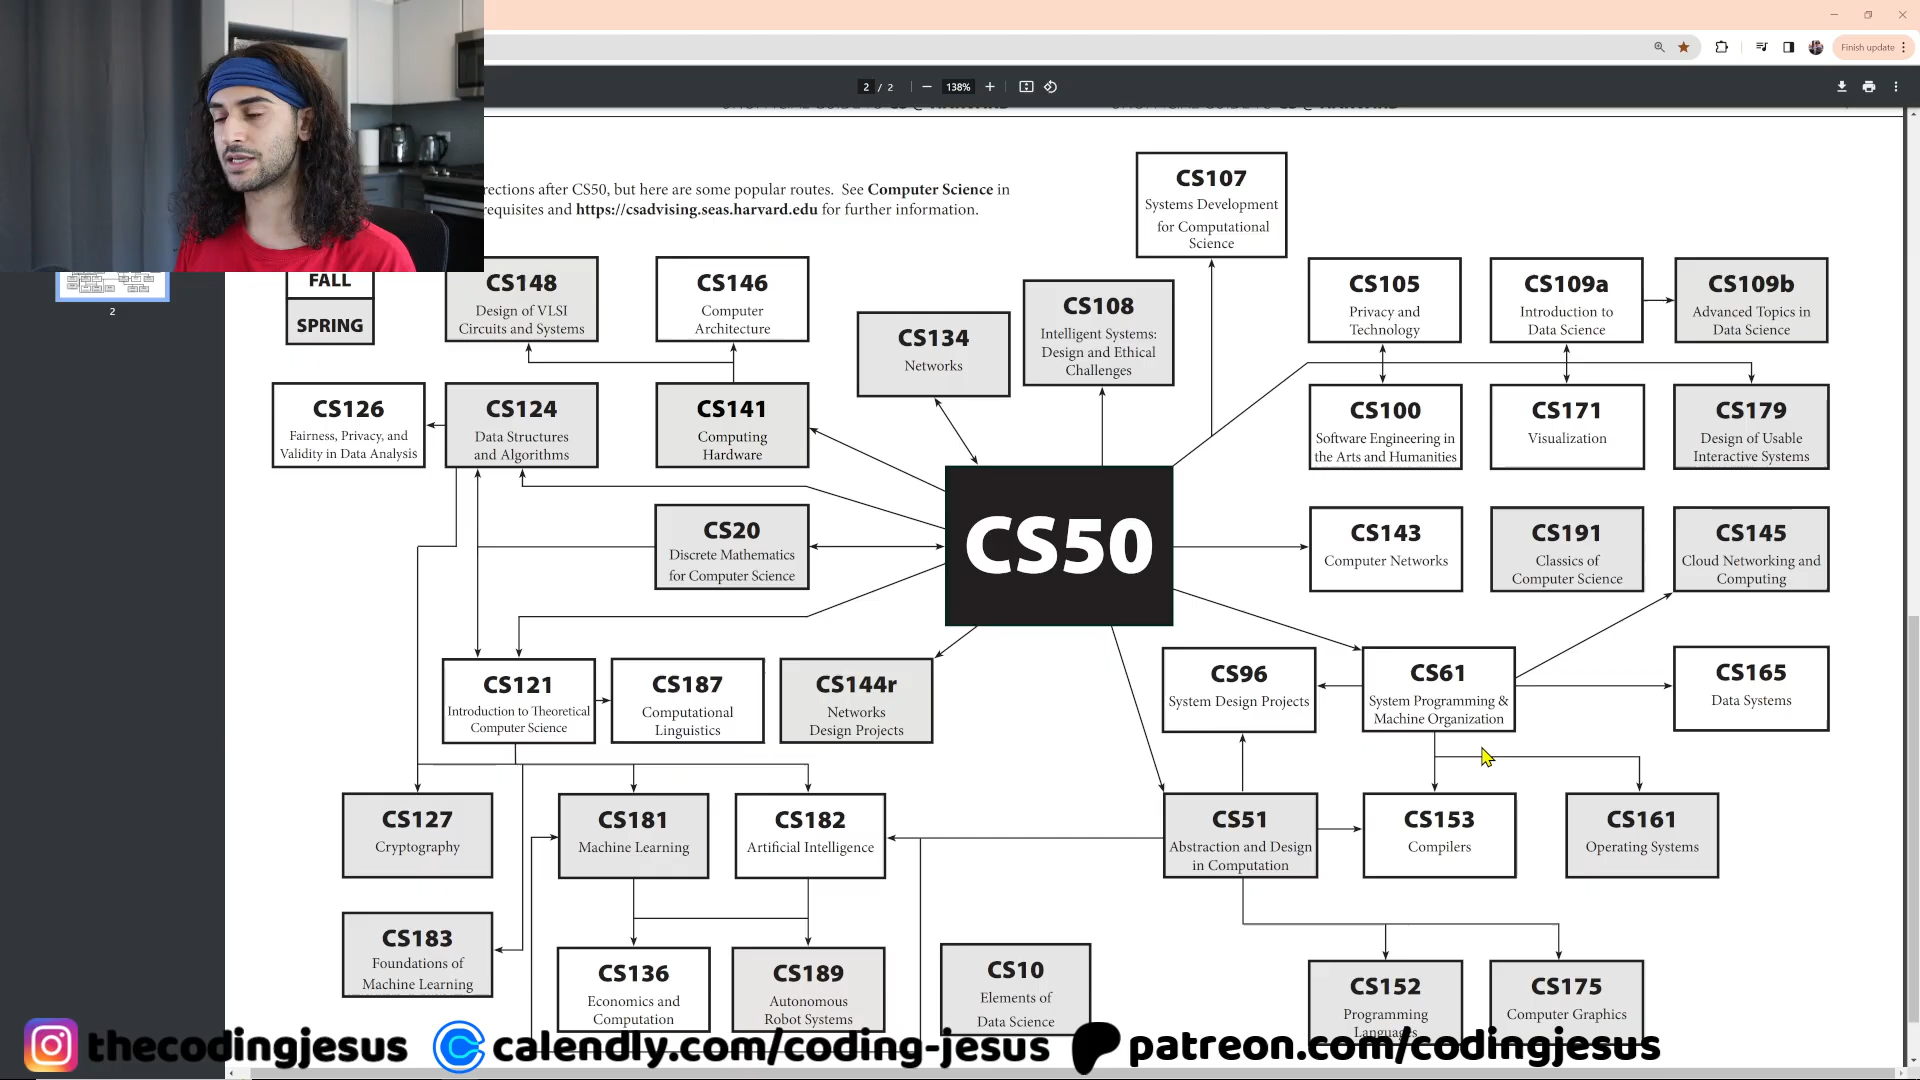 Finish update
2 / 2
138%
rections after CS50, but here are some popular routes. See Computer Science in
requisites and https://csadvising.seas.harvard.edu for further information.
FALL
SPRING
2
CS107
Systems Development
for Computational
Science
CS148
Design of VLSI
Circuits and Systems
CS146
Computer
Architecture
CS134
Networks
CS108
Intelligent Systems:
Design and Ethical
Challenges
CS105
Privacy and
Technology
CS109a
Introduction to
Data Science
CS109b
Advanced Topics in
Data Science
CS126
Fairness, Privacy, and
Validity in Data Analysis
CS124
Data Structures
and Algorithms
CS141
Computing
Hardware
CS100
Software Engineering in
the Arts and Humanities
CS171
Visualization
CS179
Design of Usable
Interactive Systems
CS20
Discrete Mathematics
for Computer Science
CS50
CS143
Computer Networks
CS191
Classics of
Computer Science
CS145
Cloud Networking and
Computing
CS121
Introduction to Theoretical
Computer Science
CS187
Computational
Linguistics
CS144r
Networks
Design Projects
CS96
System Design Projects
CS61
System Programming &
Machine Organization
CS165
Data Systems
CS127
Cryptography
CS181
Machine Learning
CS182
Artificial Intelligence
CS51
Abstraction and Design
in Computation
CS153
Compilers
CS161
Operating Systems
CS183
Foundations of
Machine Learning
CS136
Economics and
Computation
CS189
Autonomous
Robot Systems
CS10
Elements of
Data Science
CS152
Programming
Languages
CS175
Computer Graphics
thecodingjesus
calendly.com/coding-jesus
patreon.com/codingjesus